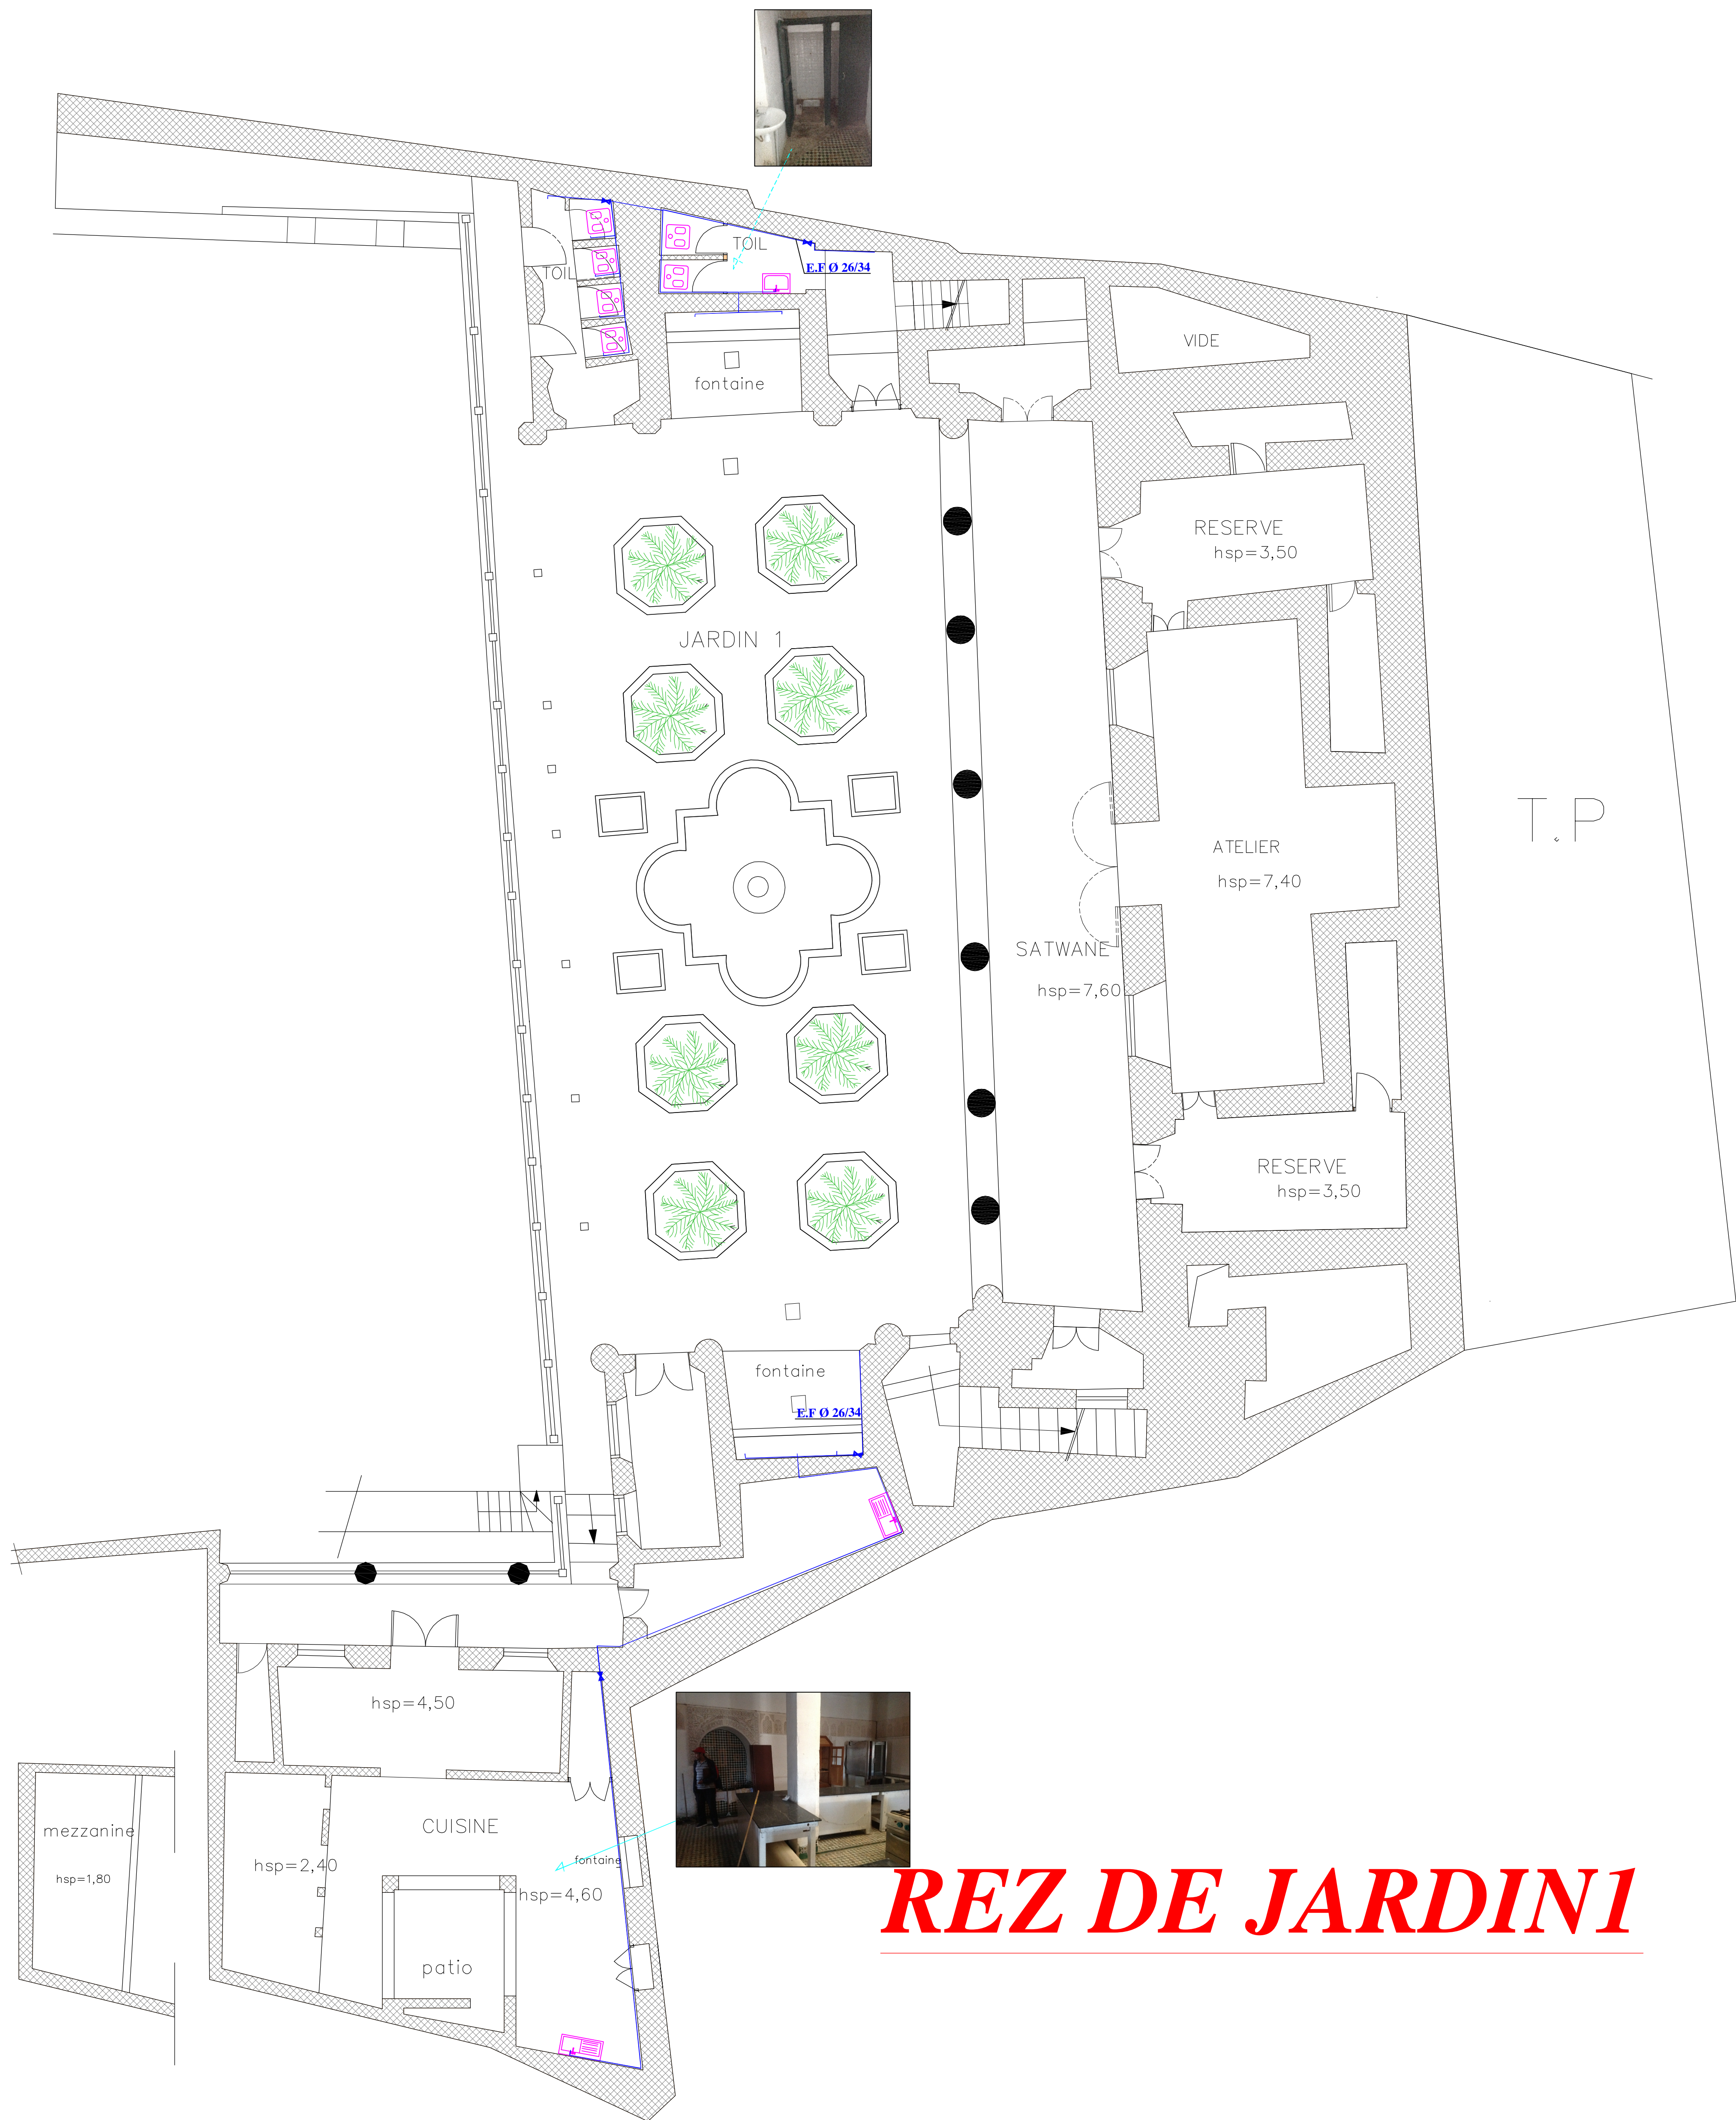 TOIL
E.F Ø 26/34
TOIL
VIDE
fontaine
RESERVE
hsp=3,50
JARDIN 1
T.P
ATELIER
hsp=7,40
SATWANE
hsp=7,60
RESERVE
hsp=3,50
fontaine
E.F Ø 26/34
hsp=4,50
CUISINE
mezzanine
hsp=1,80
hsp=2,40
fontaine
hsp=4,60
patio
REZ DE JARDIN1